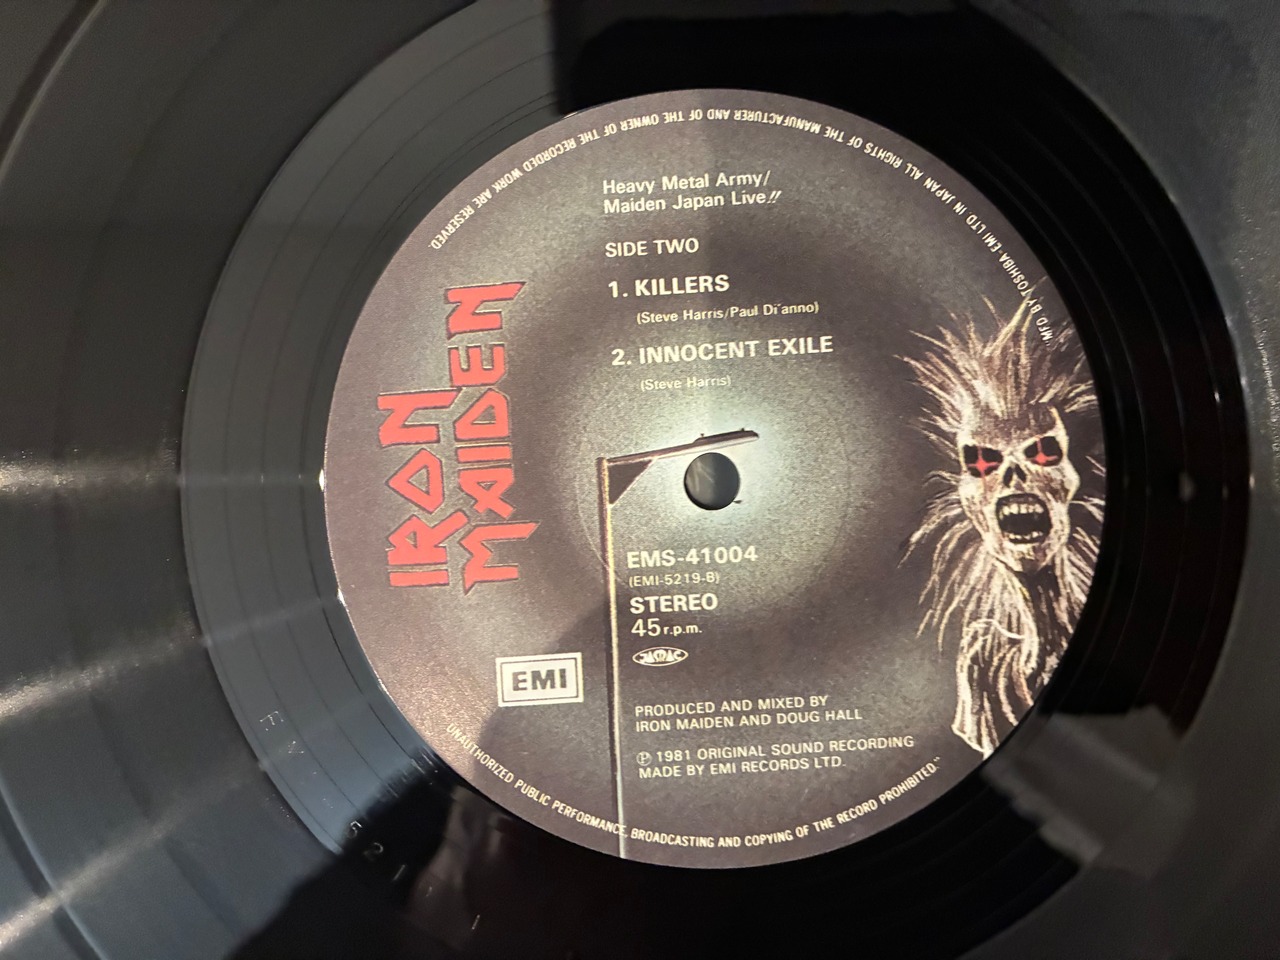 Heavy Metal Army/
Maiden Japan Live!!
SIDE TWO
1. KILLERS
(Steve Harris/Paul Di'anno)
2. INNOCENT EXILE
(Steve Harris)
IRON
MAIDEN
EMS-41004
(EMI-5219-B)
STEREO
45 r.p.m.
JASRAC
EMI
PRODUCED AND MIXED BY
IRON MAIDEN AND DOUG HALL
℗ 1981 ORIGINAL SOUND RECORDING
MADE BY EMI RECORDS LTD.
"MFD BY TOSHIBA-EMI LTD IN JAPAN ALL RIGHTS OF THE MANUFACTURER AND OF THE OWNER OF THE RECORDED WORK ARE RESERVED.
UNAUTHORIZED PUBLIC PERFORMANCE, BROADCASTING AND COPYING OF THE RECORD PROHIBITED."